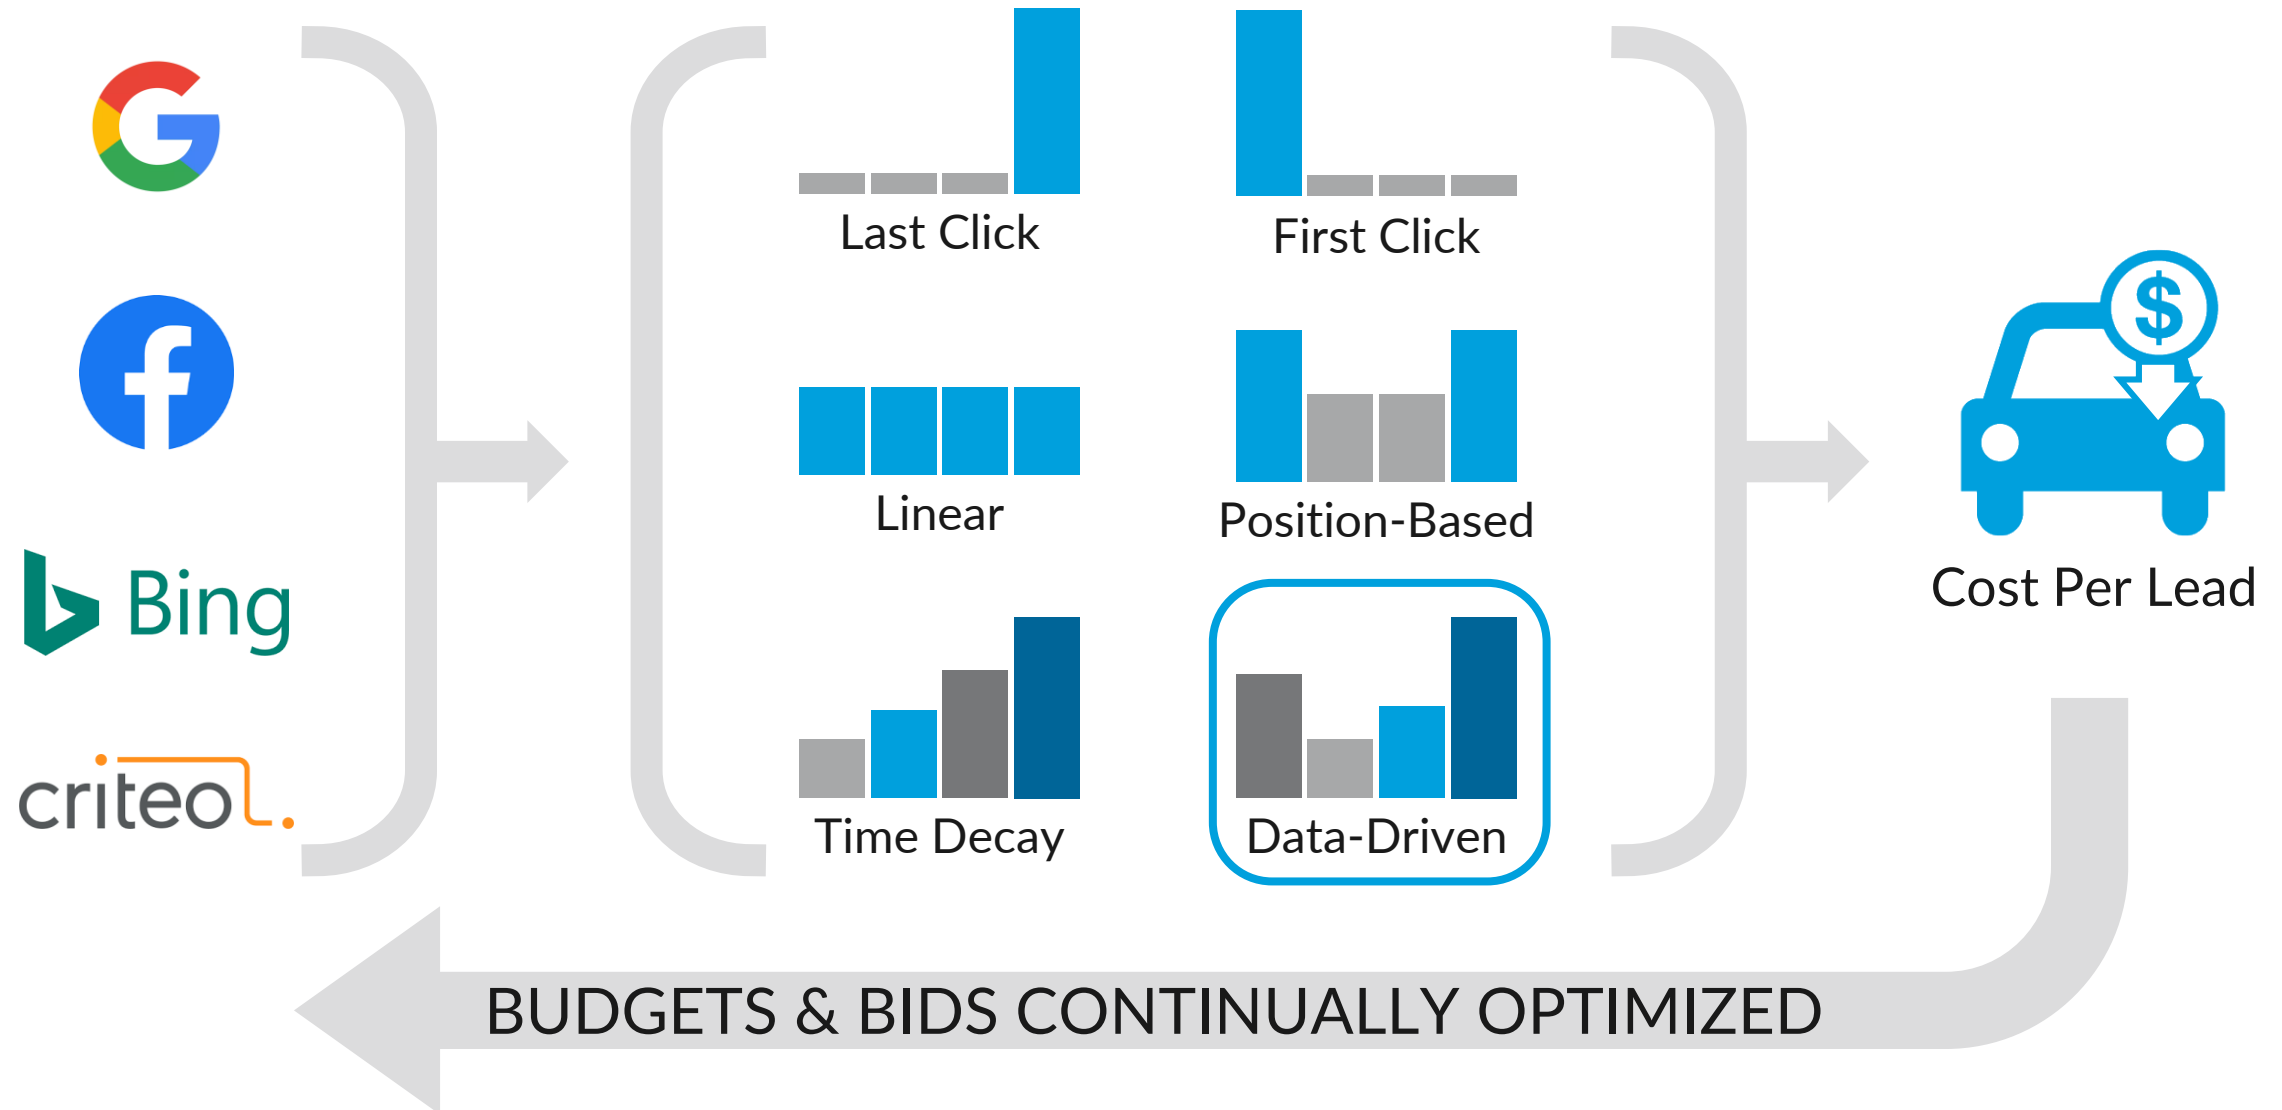 Bing
criteo
Last Click
First Click
Linear
Position-Based
Time Decay
Data-Driven
$
Cost Per Lead
BUDGETS & BIDS CONTINUALLY OPTIMIZED